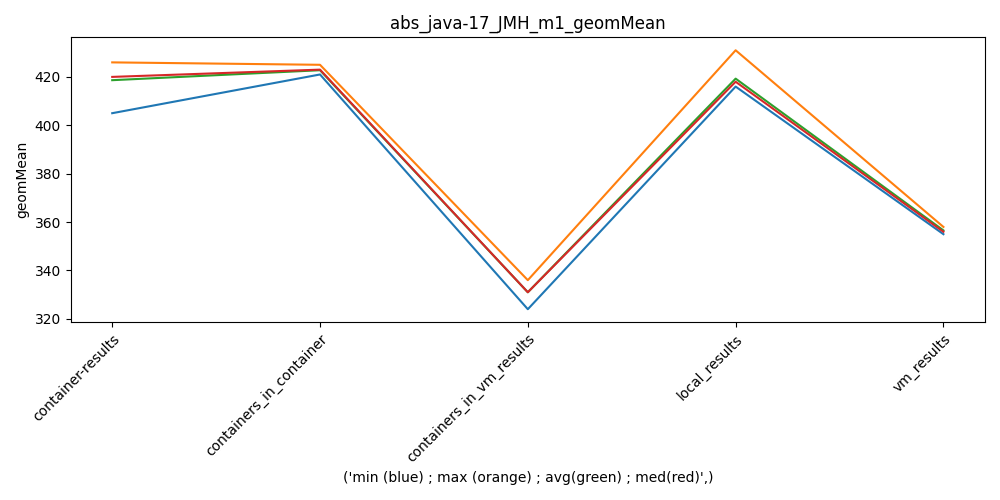 abs_java-17_JMH_m1_geomMean
geomMean
420
400
380
360
340
320
container-results
containers_in_container
containers_in_vm_results
local_results
vm_results
('min (blue) ; max (orange) ; avg(green) ; med(red)',)